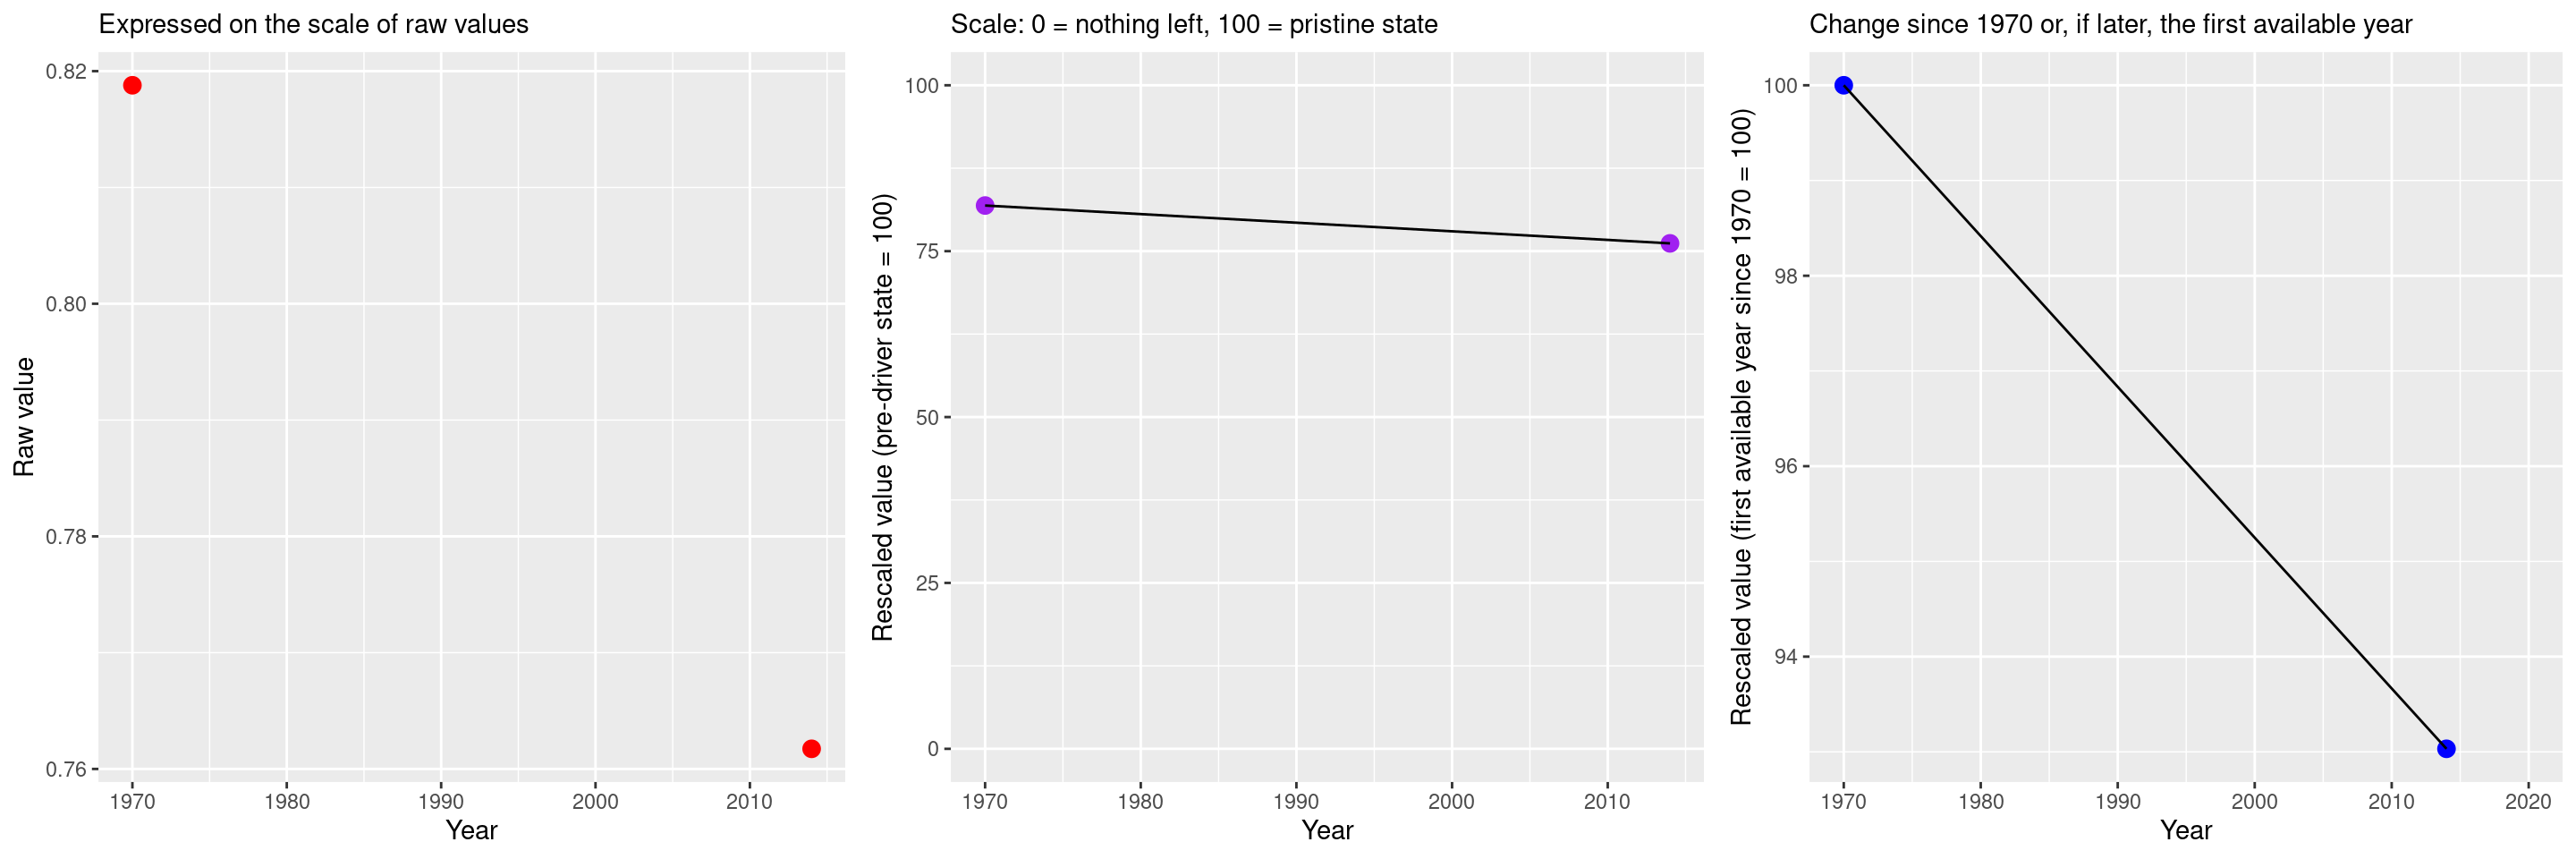 Expressed on the scale of raw values
0.82
0.80
0.78
0.76
Raw value
1970 1980 1990 2000 2010
Year
Scale: 0 = nothing left, 100 = pristine state
100
75
50
25
0
Rescaled value (pre-driver state = 100)
1970 1980 1990 2000 2010
Year
Change since 1970 or, if later, the first available year
100
98
96
94
Rescaled value (first available year since 1970 = 100)
1970 1980 1990 2000 2010 2020
Year